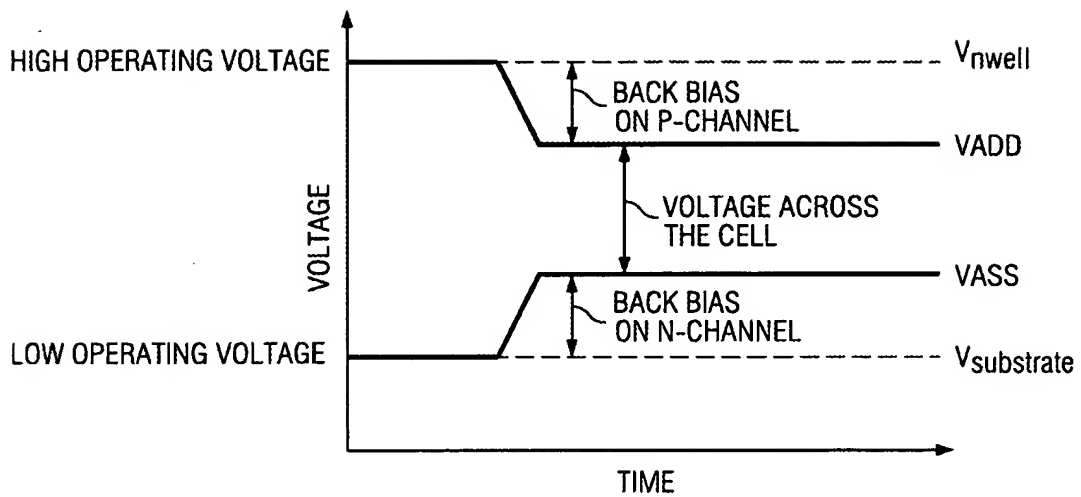 HIGH OPERATING VOLTAGE
Vnwell
BACK BIAS
ON P-CHANNEL
VADD
VOLTAGE ACROSS
THE CELL
VOLTAGE
VASS
BACK BIAS
ON N-CHANNEL
LOW OPERATING VOLTAGE
Vsubstrate
TIME